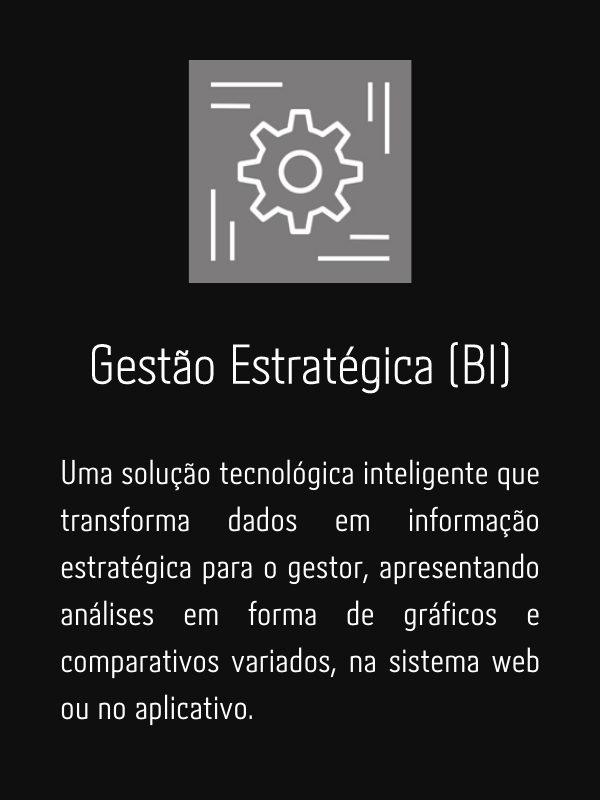 Gestão Estratégica (BI)
Uma solução tecnológica inteligente que
transforma dados em informação
estratégica para o gestor, apresentando
análises em forma de gráficos e
comparativos variados, na sistema web
ou no aplicativo.